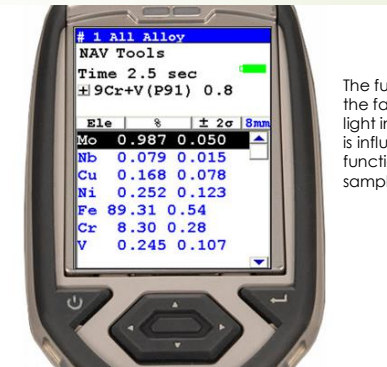 # 1 All Alloy
NAV Tools
Time 2.5 sec
+ 9Cr+V(P91) 0.8
Ele % ± 2σ 8mm
Mo 0.987 0.050
Nb 0.079 0.015
Cu 0.168 0.078
Ni 0.252 0.123
Fe 89.31 0.54
Cr 8.30 0.28
V 0.245 0.107
The fu
the fa
light in
is influ
functi
samp